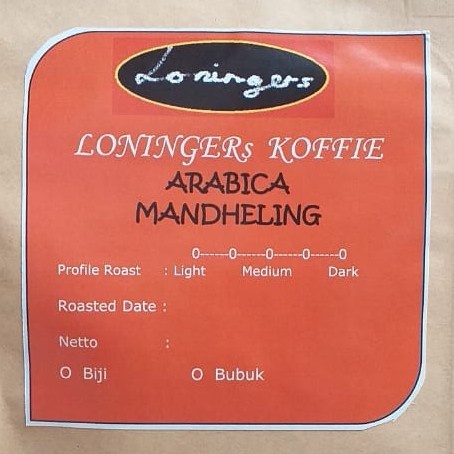 Loningers
LONINGERs KOFFIE
ARABICA
MANDHELING
0------0------0------0------0
Profile Roast : Light Medium Dark
Roasted Date :
Netto :
O Biji O Bubuk